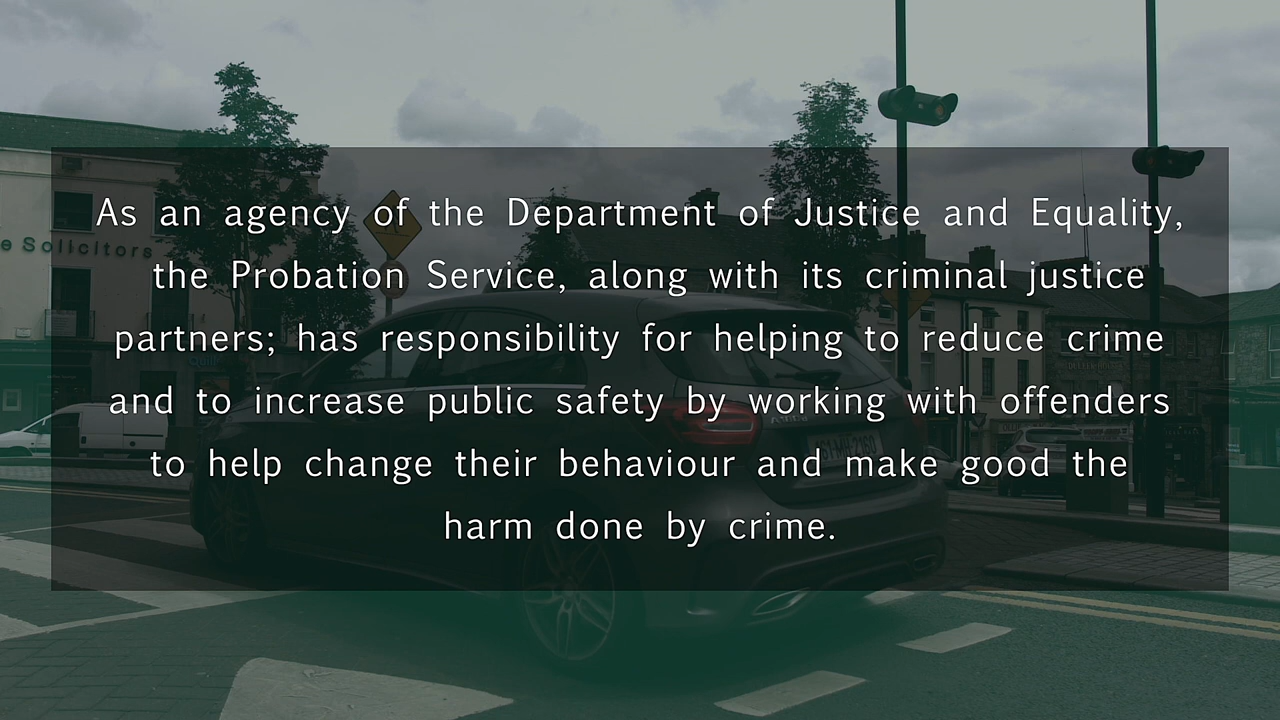 As an agency of the Department of Justice and Equality,
the Probation Service, along with its criminal justice
partners; has responsibility for helping to reduce crime
and to increase public safety by working with offenders
to help change their behaviour and make good the
harm done by crime.
e Solicitors